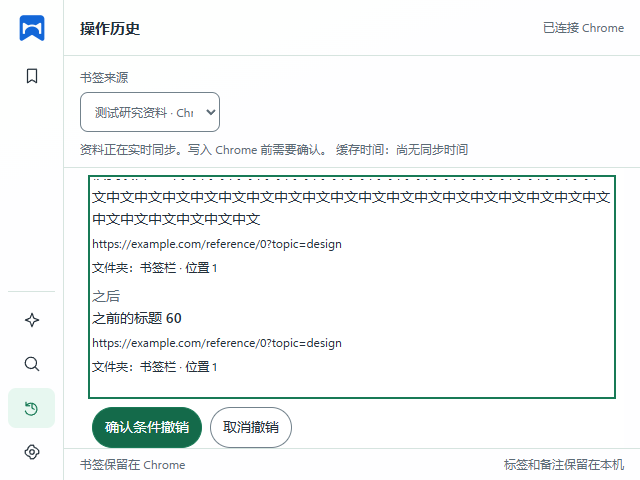 操作历史
已连接 Chrome
书签来源
测试研究资料 · Chr
资料正在实时同步。写入 Chrome 前需要确认。 缓存时间：尚无同步时间
文中文中文中文中文中文中文中文中文中文中文中文中文中文中文中文中文中文中文
中文中文中文中文中文中文
https://example.com/reference/0?topic=design
文件夹：书签栏 · 位置 1
之后
之前的标题 60
https://example.com/reference/0?topic=design
文件夹：书签栏 · 位置 1
确认条件撤销
取消撤销
书签保留在 Chrome
标签和备注保留在本机